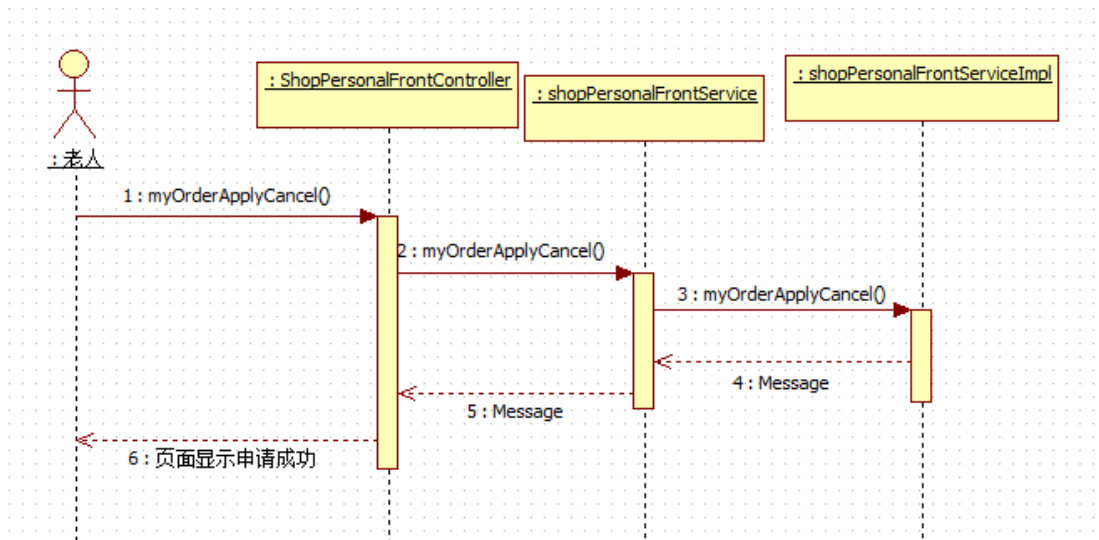 : 老人
: ShopPersonalFrontController
: shopPersonalFrontService
: shopPersonalFrontServiceImpl
1 : myOrderApplyCancel()
2 : myOrderApplyCancel()
3 : myOrderApplyCancel()
4 : Message
5 : Message
6 : 页面显示申请成功